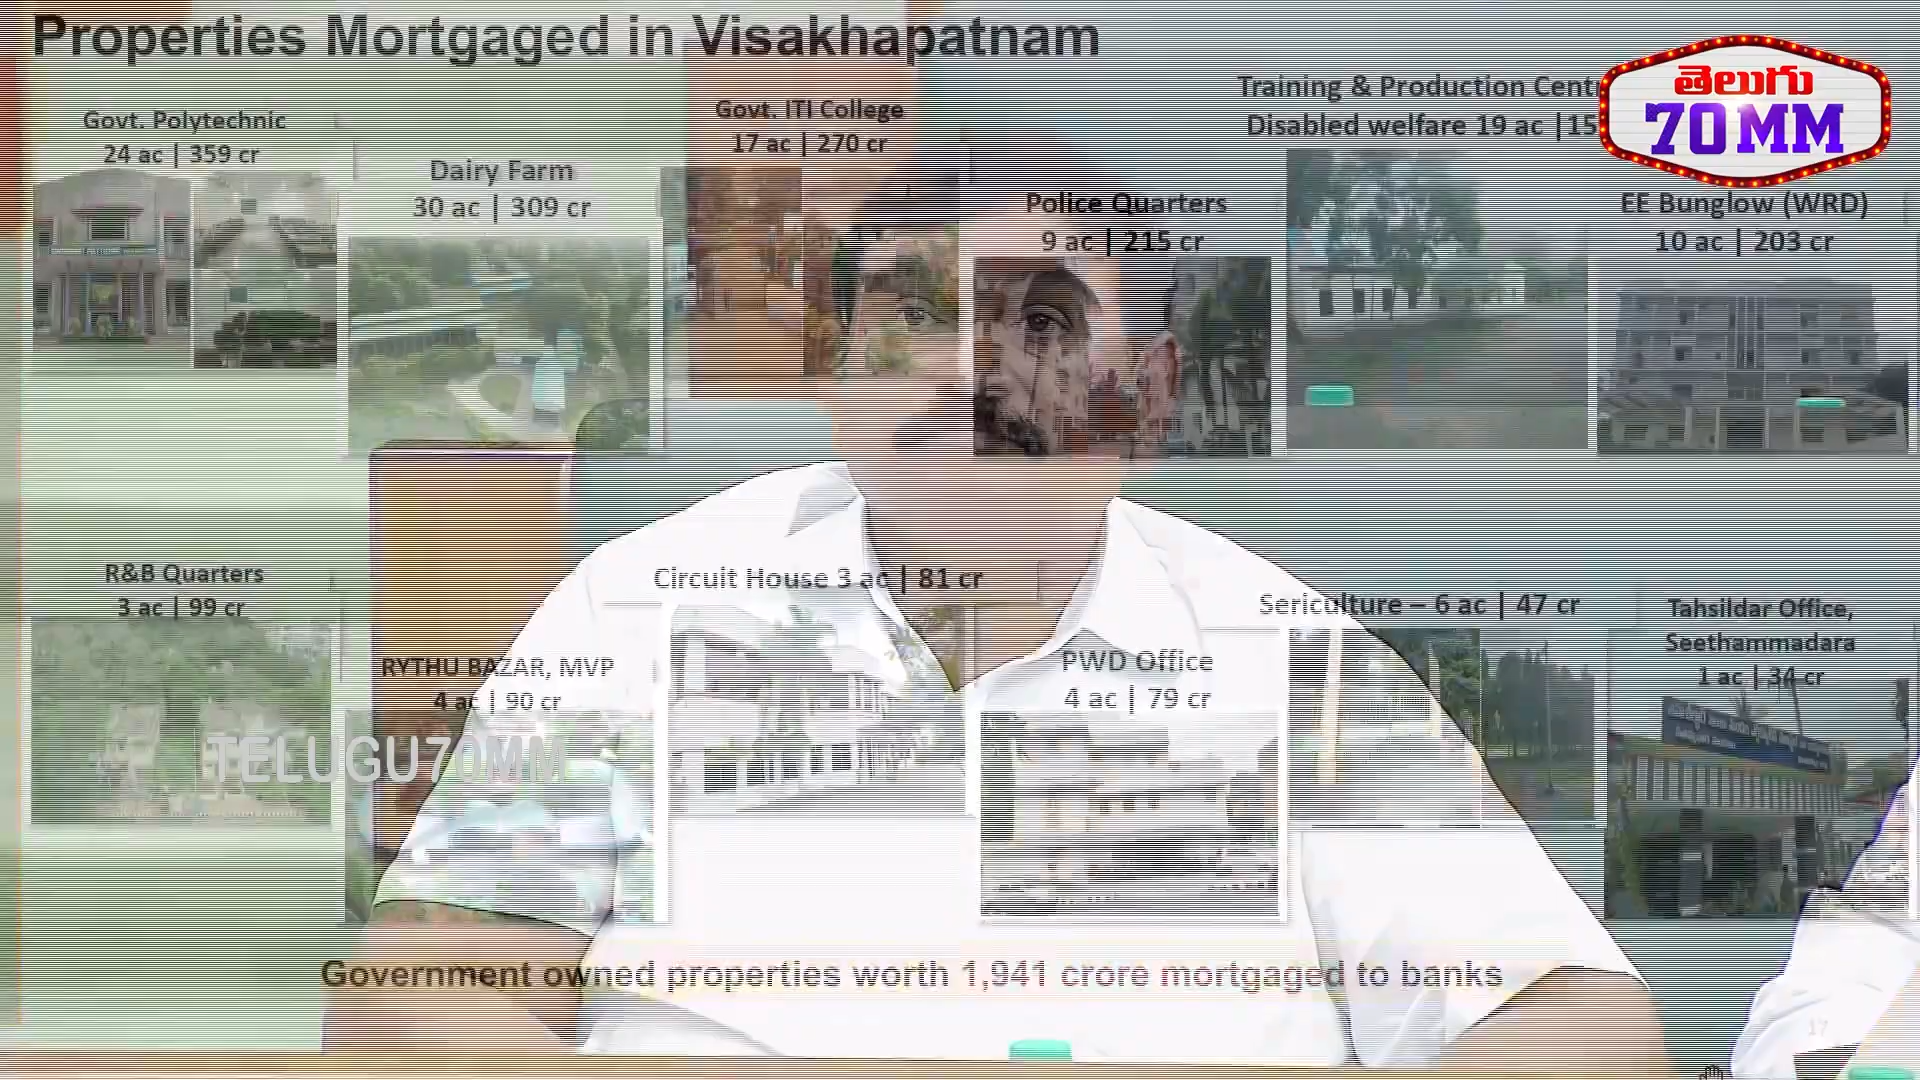 Properties Mortgaged in Visakhapatnam
తెలుగు
70MM
Govt. Polytechnic
24 ac | 359 cr
Dairy Farm
30 ac | 309 cr
Govt. ITI College
17 ac | 270 cr
Police Quarters
9 ac | 215 cr
Training & Production
Disabled welfare 19 ac |
EE Bunglow (WRD)
10 ac | 203 cr
R&B Quarters
3 ac | 99 cr
RYTHU BAZAR, MVP
4 ac | 90 cr
Circuit House 3 ac | 81 cr
PWD Office
4 ac | 79 cr
Sericulture – 6 ac | 47 cr
Tahsildar Office,
Seethammadara
1 ac | 34 cr
TELUGU70MM
Government owned properties worth 1,941 crore mortgaged to banks
17